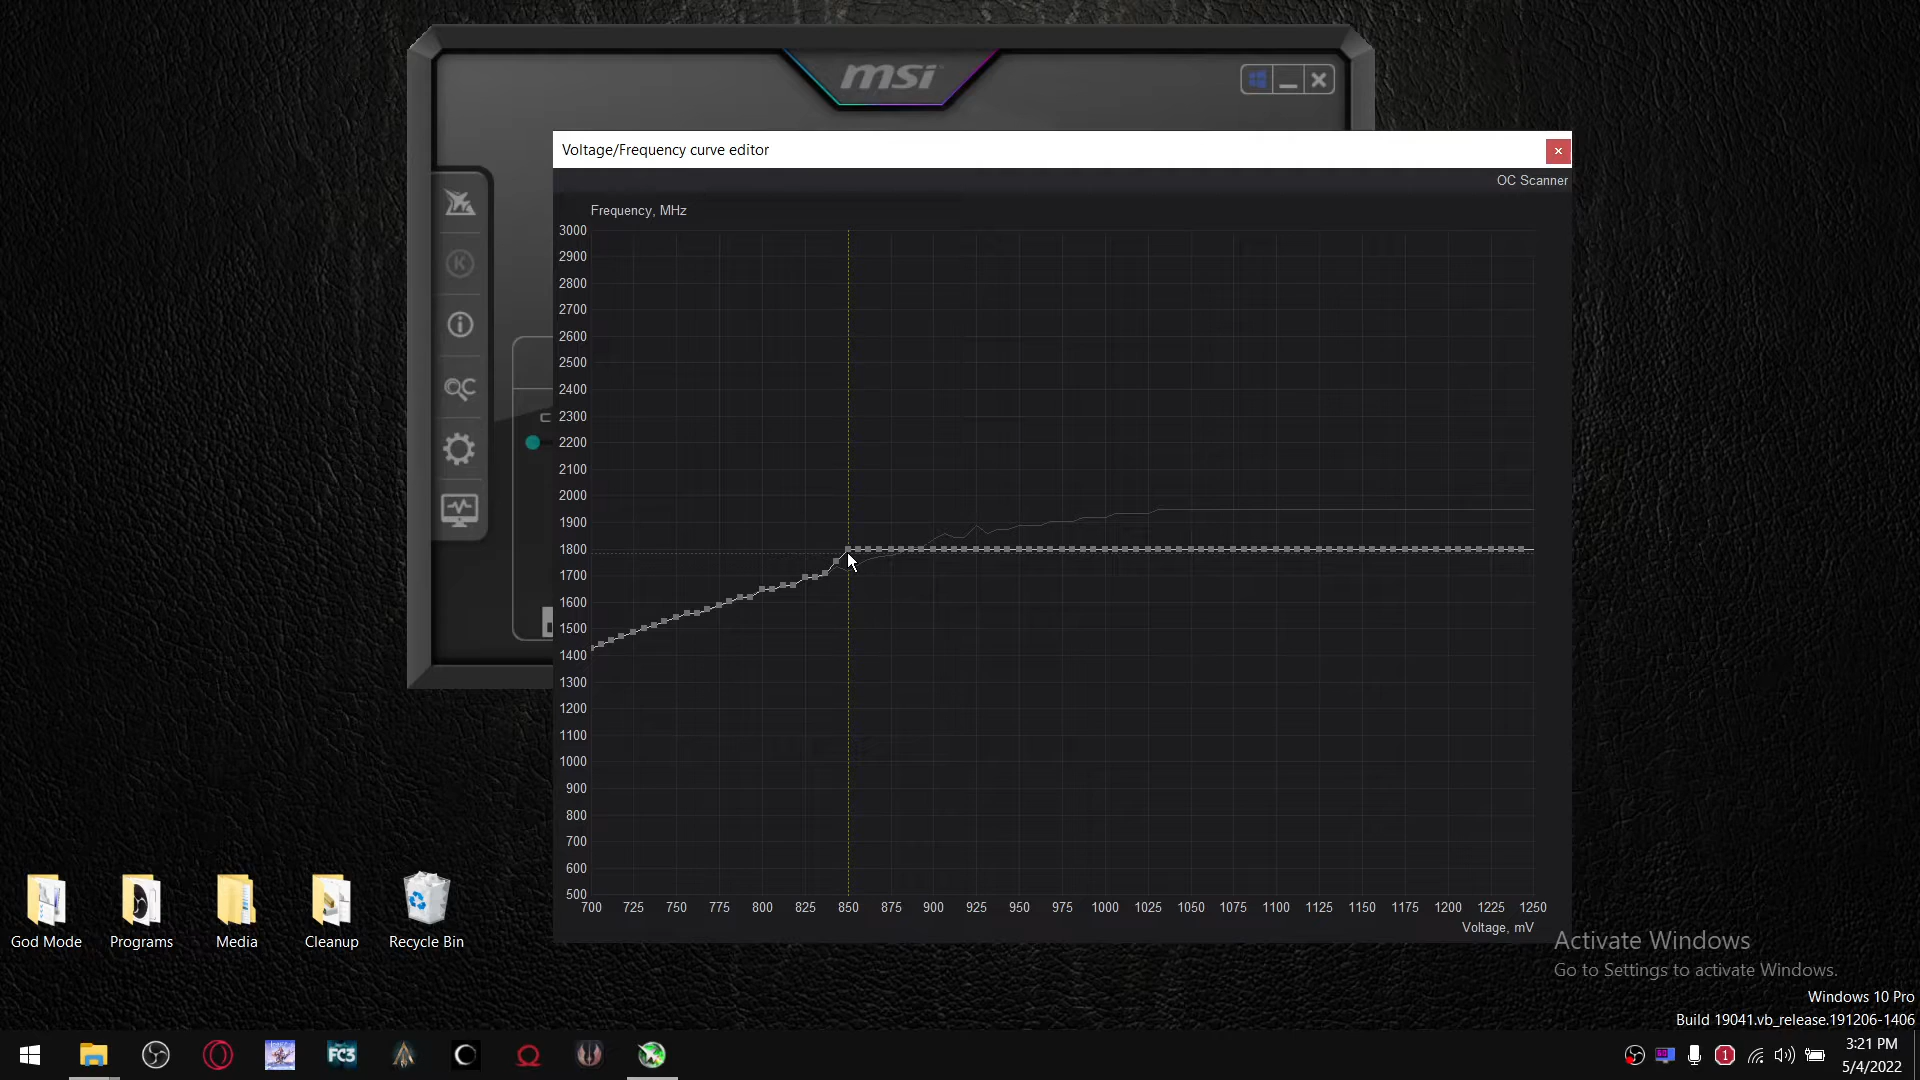 msi
Voltage/Frequency curve editor
OC Scanner
Frequency, MHz
3000
2900
2800
2700
2600
2500
2400
2300
2200
2100
2000
1900
1800
1700
1600
1500
1400
1300
1200
1100
1000
900
800
700
600
500
700 725 750 775 800 825 850 875 900 925 950 975 1000 1025 1050 1075 1100 1125 1150 1175 1200 1225 1250
Voltage, mV
K
i
God Mode Programs Media Cleanup Recycle Bin
Activate Windows
Go to Settings to activate Windows.
Windows 10 Pro
Build 19041.vb_release.191206-1406
FC3
1
3:21 PM
5/4/2022